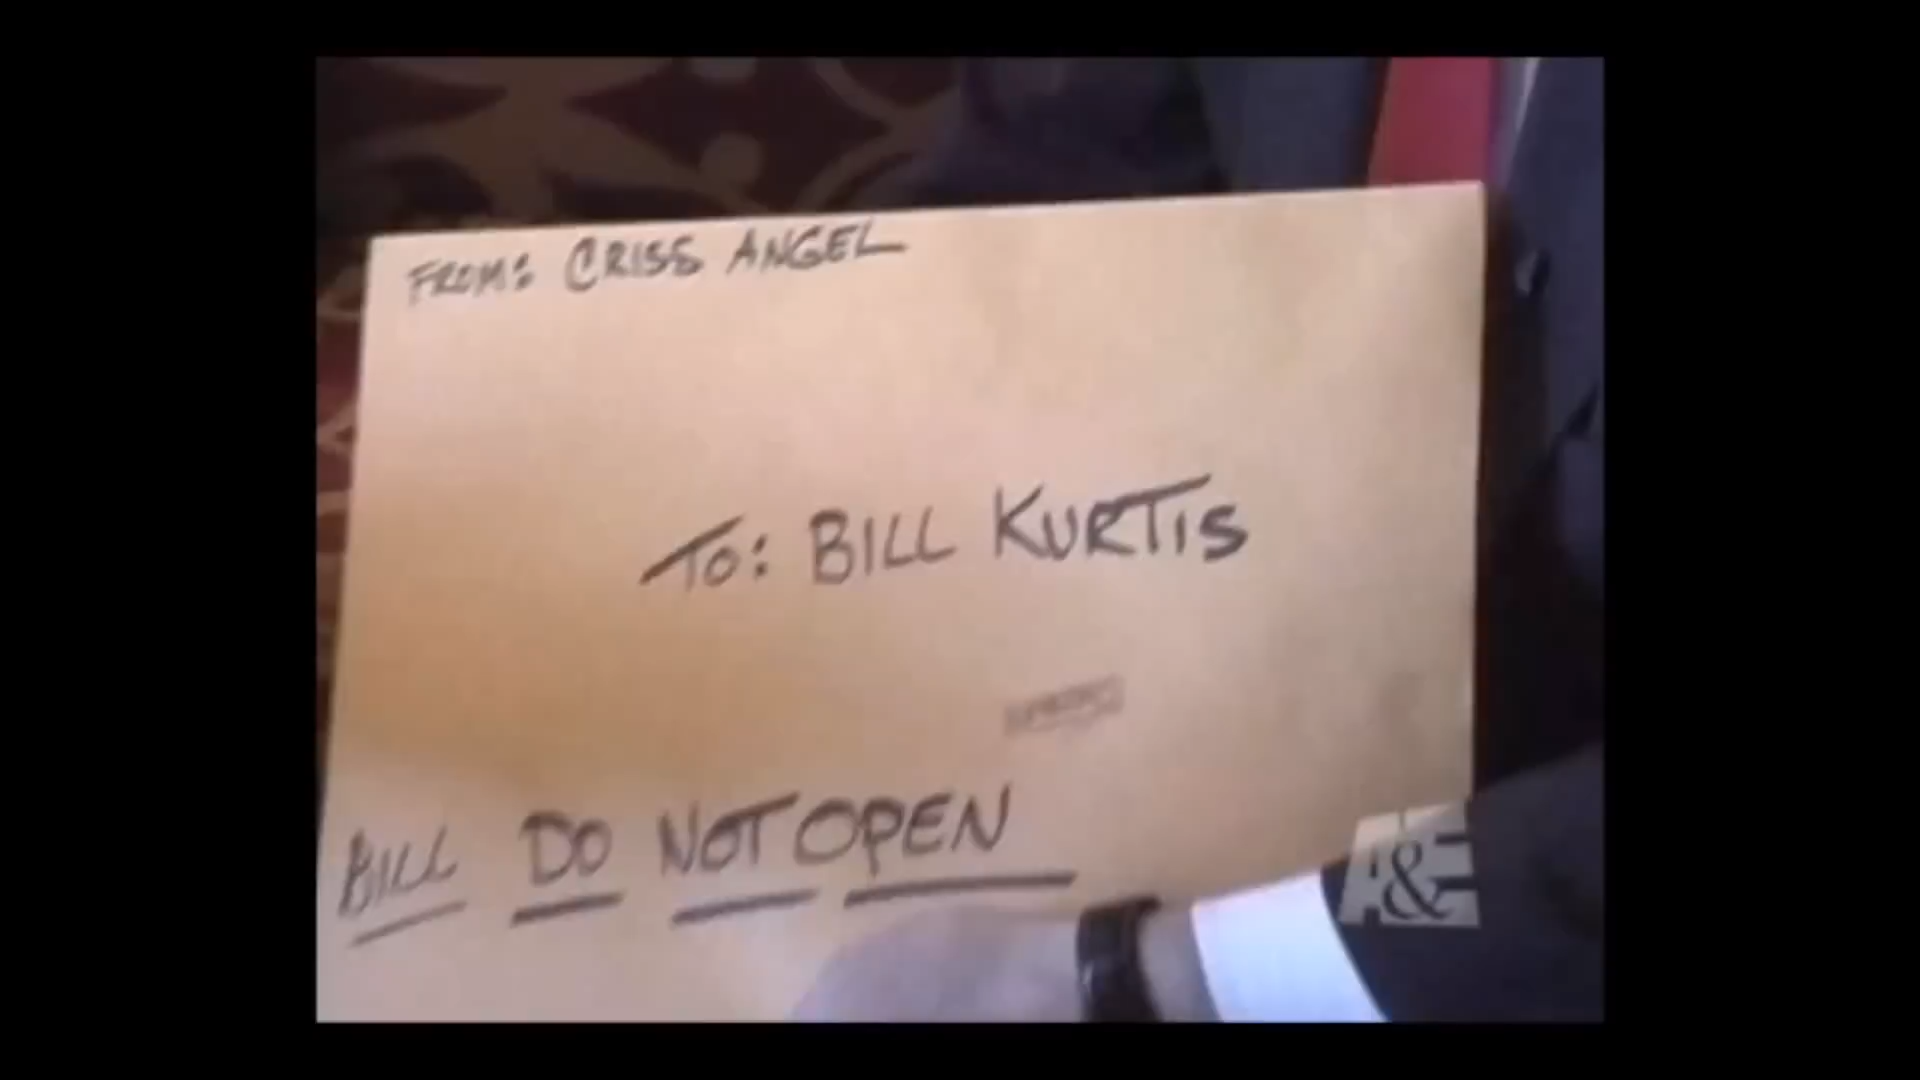 FROM: CRISS ANGEL
TO: BILL KURTIS
BILL DO NOT OPEN
A&E